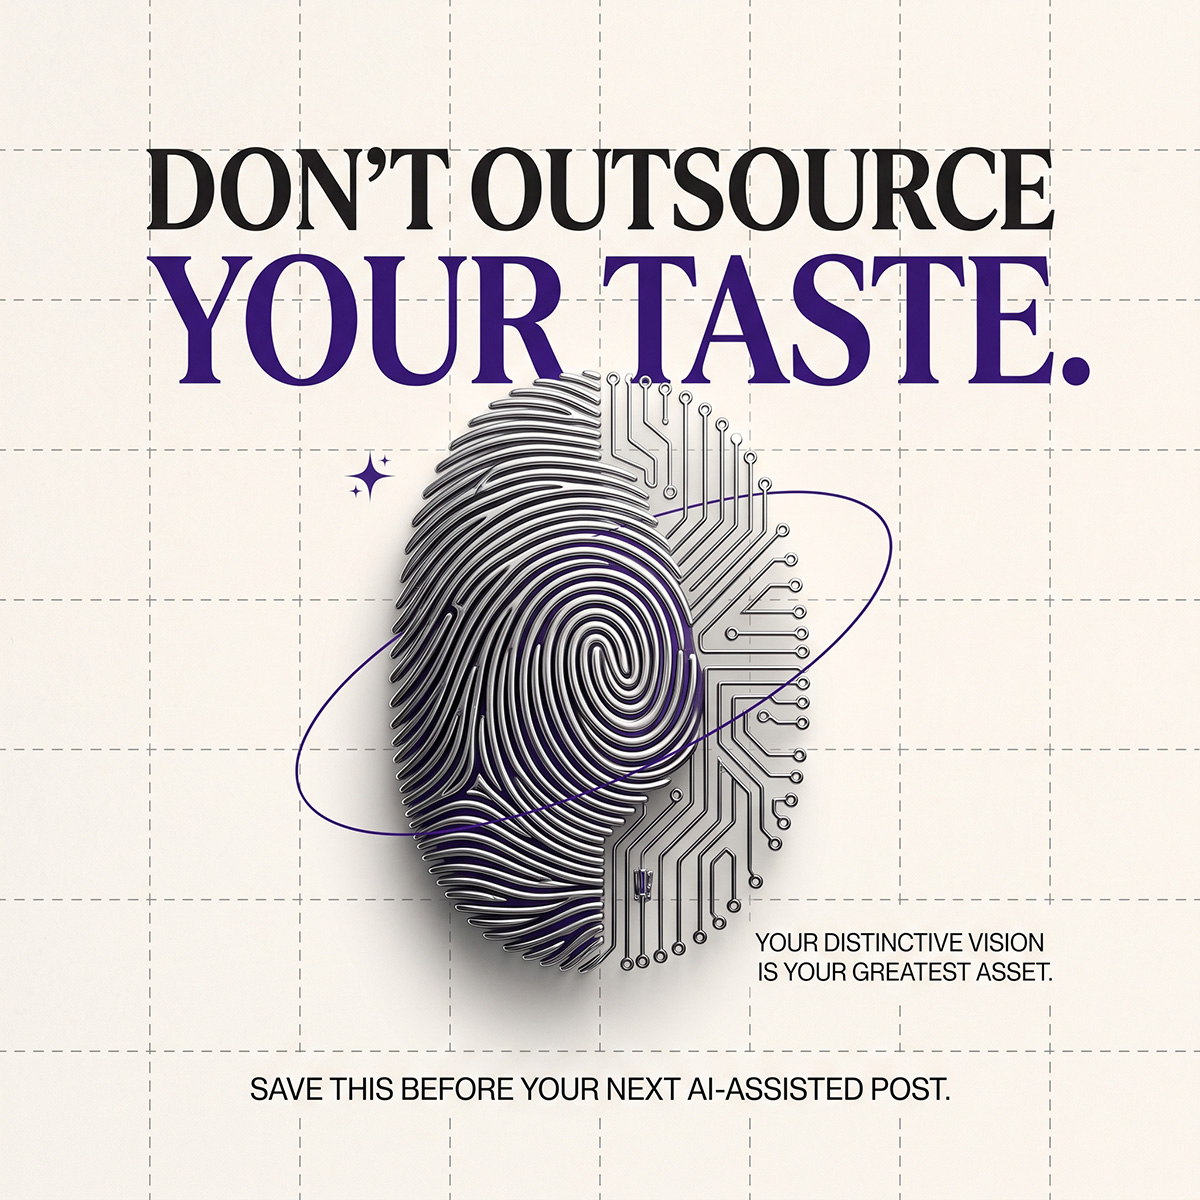 DON’T OUTSOURCE
YOUR TASTE.
YOUR DISTINCTIVE VISION
IS YOUR GREATEST ASSET.
SAVE THIS BEFORE YOUR NEXT AI-ASSISTED POST.